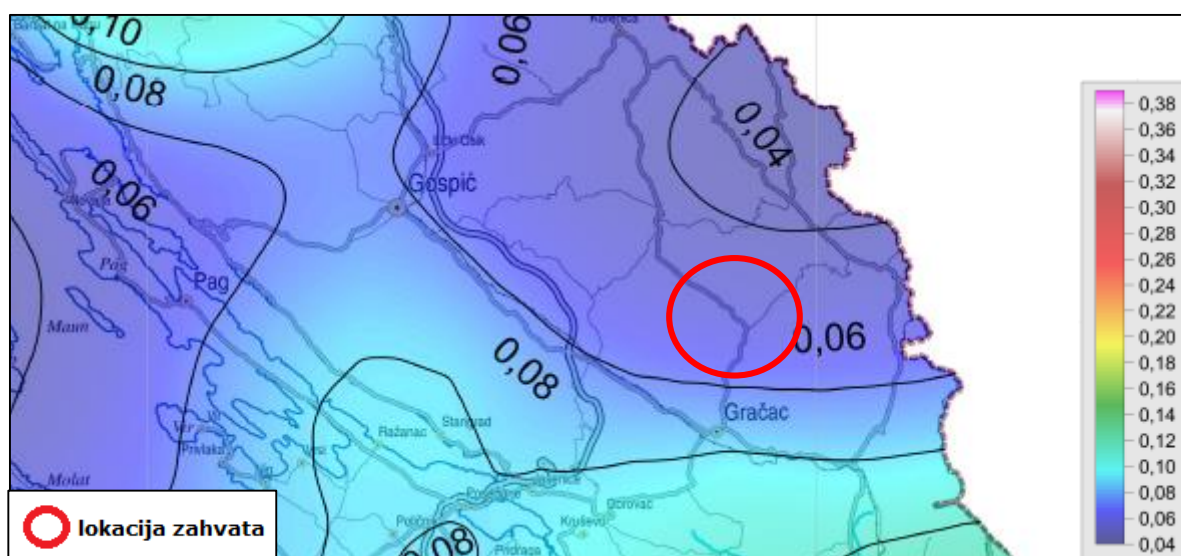 0,10
0,08
0,06
0,04
Gospić
0,06
Pag
Pag
Maun
0,08
0,06
Gračac
Ražanac
Starigrad
Vir
Privlaka
Molat
Kruševo
0,08
lokacija zahvata
0,38
0,36
0,34
0,32
0,30
0,28
0,26
0,24
0,22
0,20
0,18
0,16
0,14
0,12
0,10
0,08
0,06
0,04